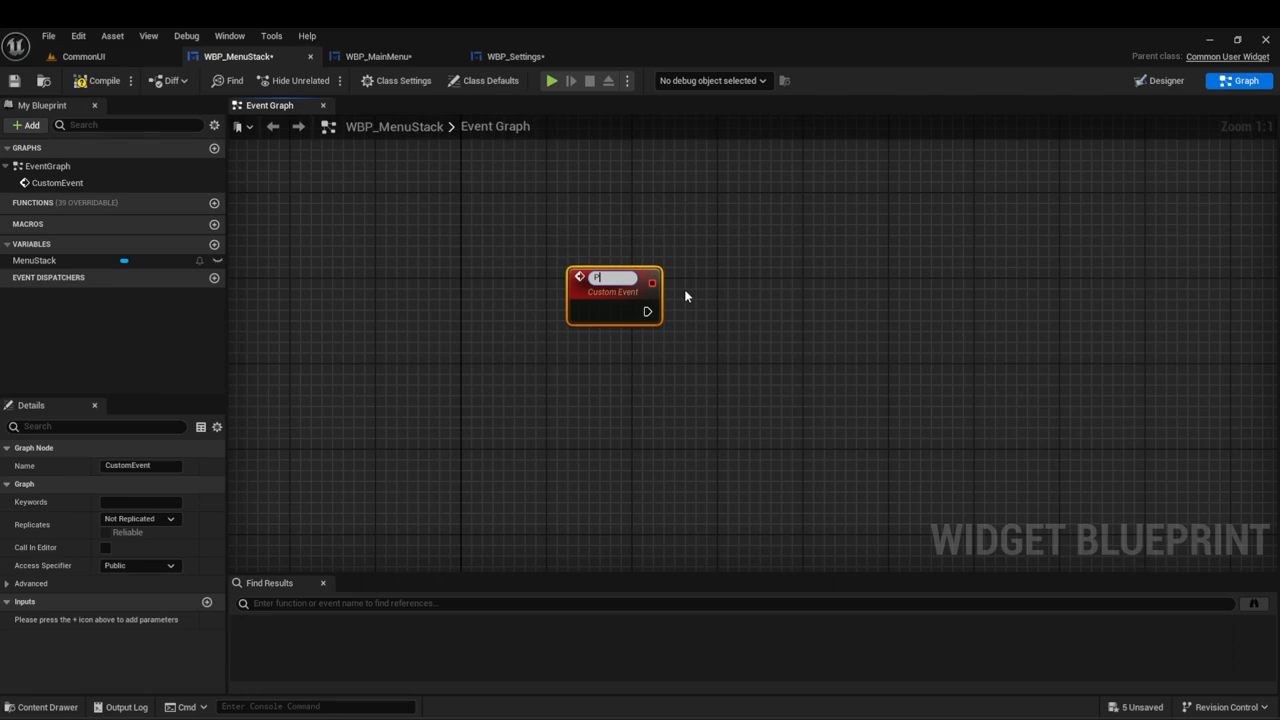 File Edit Asset View Debug Window Tools Help
CommonUI WBP_MenuStack* WBP_MainMenu* WBP_Settings* Parent class: Common User Widget
Compile Diff Find Hide Unrelated Class Settings Class Defaults No debug object selected Designer Graph
My Blueprint Event Graph
Add Search WBP_MenuStack > Event Graph Zoom 1:1
GRAPHS
EventGraph
CustomEvent
FUNCTIONS (39 OVERRIDABLE)
MACROS
VARIABLES
MenuStack
EVENT DISPATCHERS
P
Custom Event
Details
Search
Graph Node
Name CustomEvent
Graph
Keywords
Replicates Not Replicated
Reliable
Call In Editor
Access Specifier Public
Advanced
Inputs
Please press the + icon above to add parameters
WIDGET BLUEPRINT
Find Results
Enter function or event name to find references...
Content Drawer Output Log Cmd Enter Console Command 5 Unsaved Revision Control